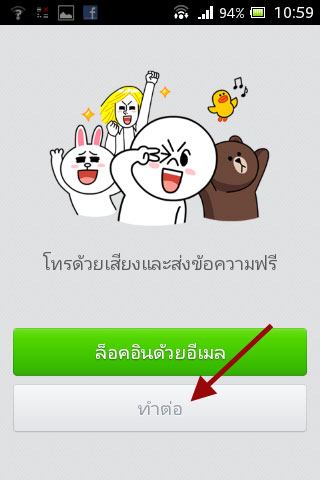 94% 10:59
โทรด้วยเสียงและส่งข้อความฟรี
ล็อคอินด้วยอีเมล
ทำต่อ